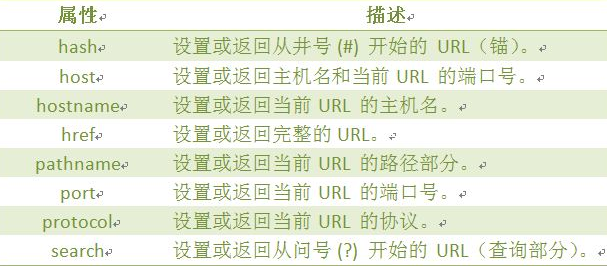 属性 描述
hash 设置或返回从井号 (#) 开始的 URL（锚）。
host 设置或返回主机名和当前 URL 的端口号。
hostname 设置或返回当前 URL 的主机名。
href 设置或返回完整的URL。
pathname 设置或返回当前 URL 的路径部分。
port 设置或返回当前 URL 的端口号。
protocol 设置或返回当前 URL 的协议。
search 设置或返回从问号 (?) 开始的 URL（查询部分）。